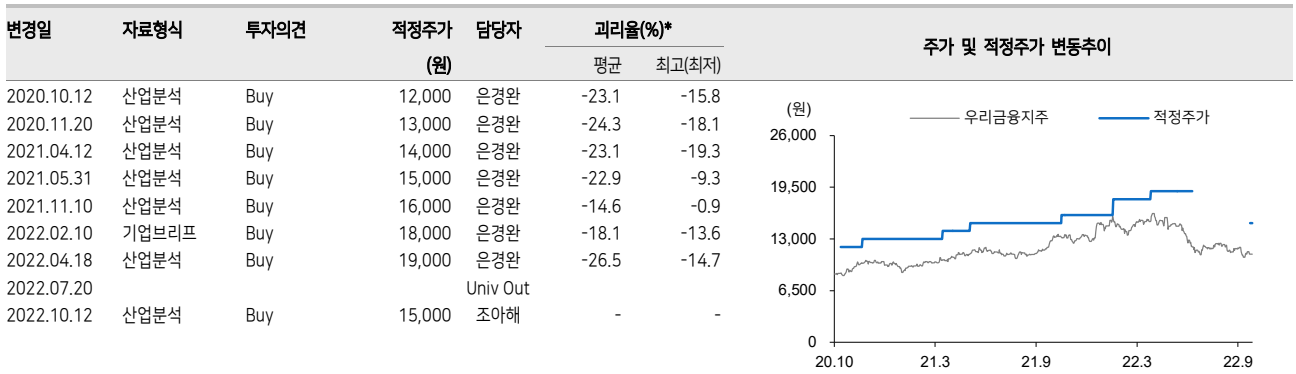 변경일 자료형식 투자의견 적정주가 담당자 괴리율(%)* 주가 및 적정주가 변동추이
(원) 평균 최고(최저)
2020.10.12 산업분석 Buy 12,000 은경완 -23.1 -15.8
2020.11.20 산업분석 Buy 13,000 은경완 -24.3 -18.1
2021.04.12 산업분석 Buy 14,000 은경완 -23.1 -19.3
2021.05.31 산업분석 Buy 15,000 은경완 -22.9 -9.3
2021.11.10 산업분석 Buy 16,000 은경완 -14.6 -0.9
2022.02.10 기업브리프 Buy 18,000 은경완 -18.1 -13.6
2022.04.18 산업분석 Buy 19,000 은경완 -26.5 -14.7
2022.07.20 Univ Out
2022.10.12 산업분석 Buy 15,000 조아해 - -
(원)
우리금융지주 적정주가
26,000
19,500
13,000
6,500
0
20.10 21.3 21.9 22.3 22.9